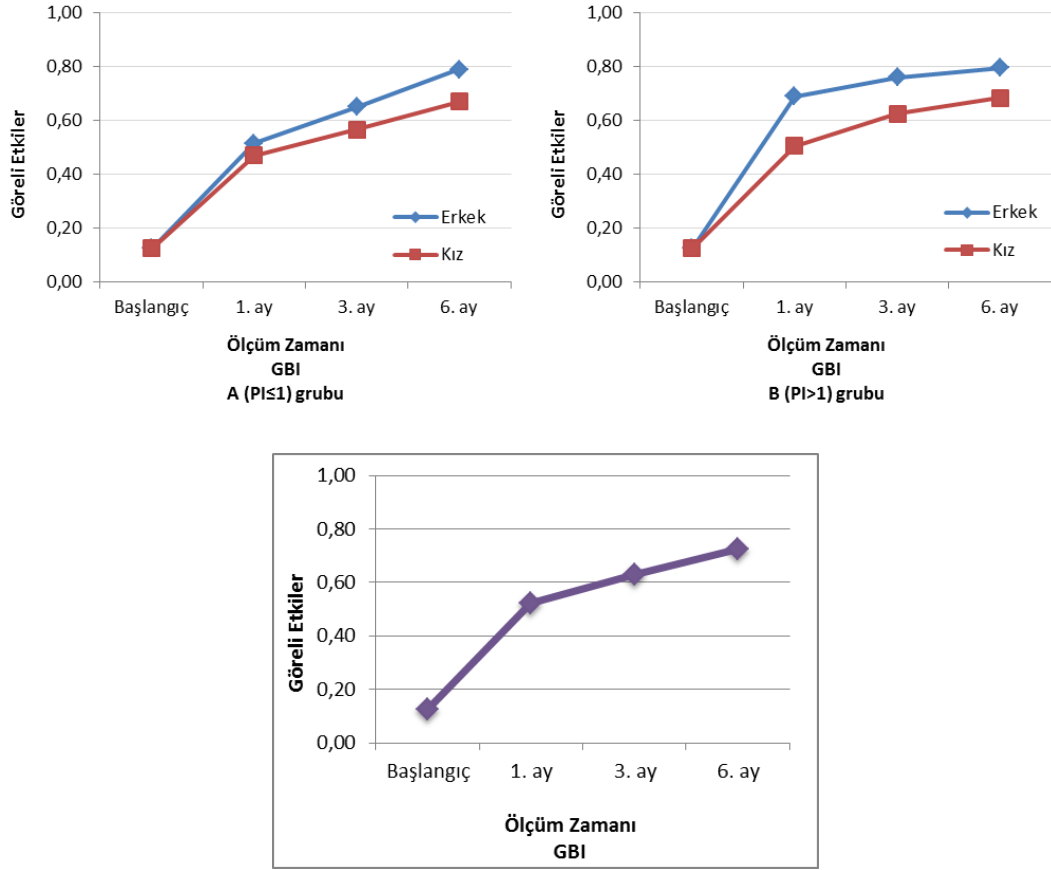 1,00
0,80
0,60
0,40
0,20
0,00
Göreli Etkiler
Erkek
Kız
Başlangıç 1. ay 3. ay 6. ay
Ölçüm Zamanı
GBI
A (PI≤1) grubu
1,00
0,80
0,60
0,40
0,20
0,00
Göreli Etkiler
Erkek
Kız
Başlangıç 1. ay 3. ay 6. ay
Ölçüm Zamanı
GBI
B (PI>1) grubu
1,00
0,80
0,60
0,40
0,20
0,00
Göreli Etkiler
Başlangıç 1. ay 3. ay 6. ay
Ölçüm Zamanı
GBI